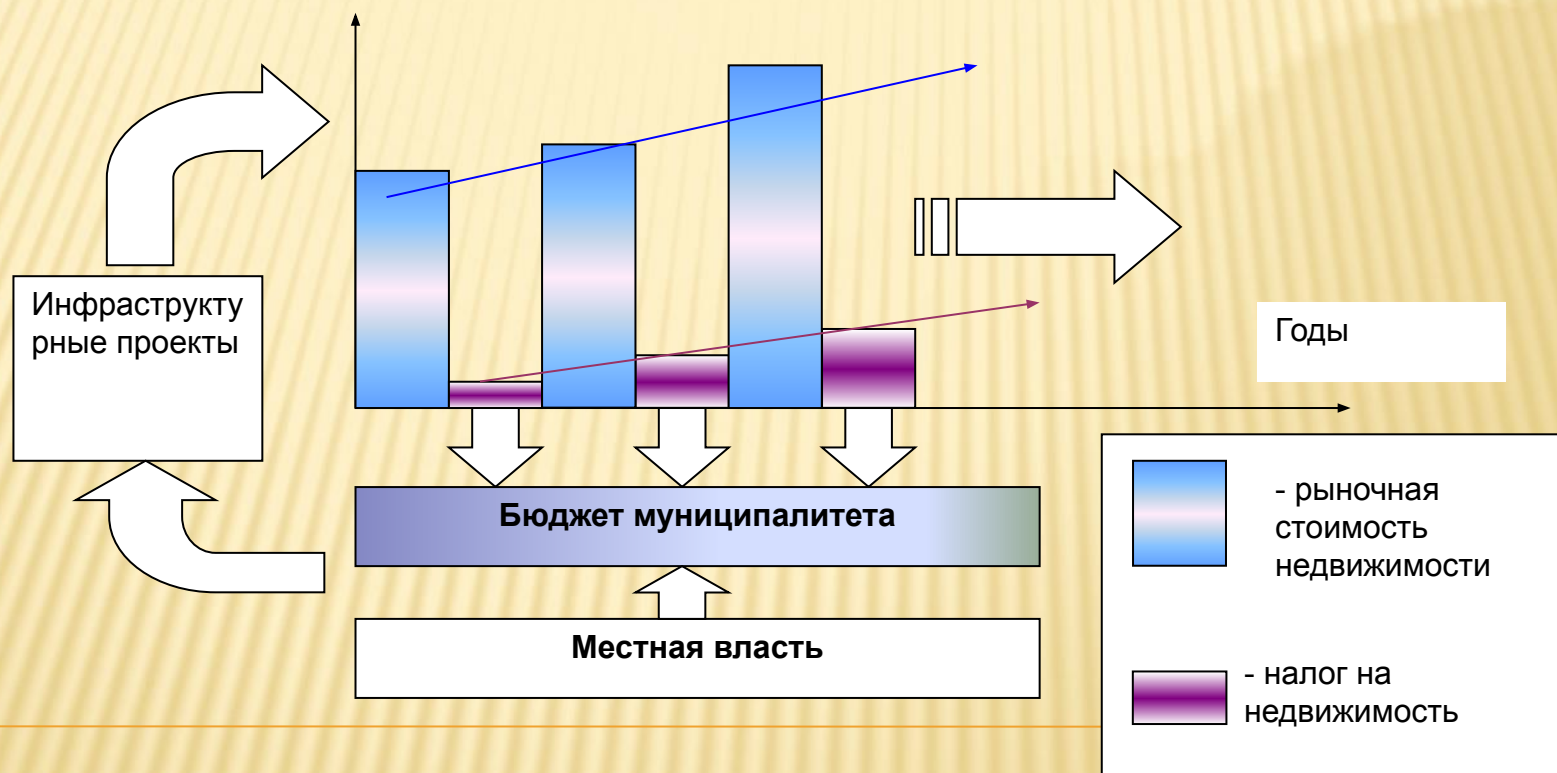 Инфраструкту
рные проекты
Годы
Бюджет муниципалитета
Местная власть
- рыночная
стоимость
недвижимости
- налог на
недвижимость